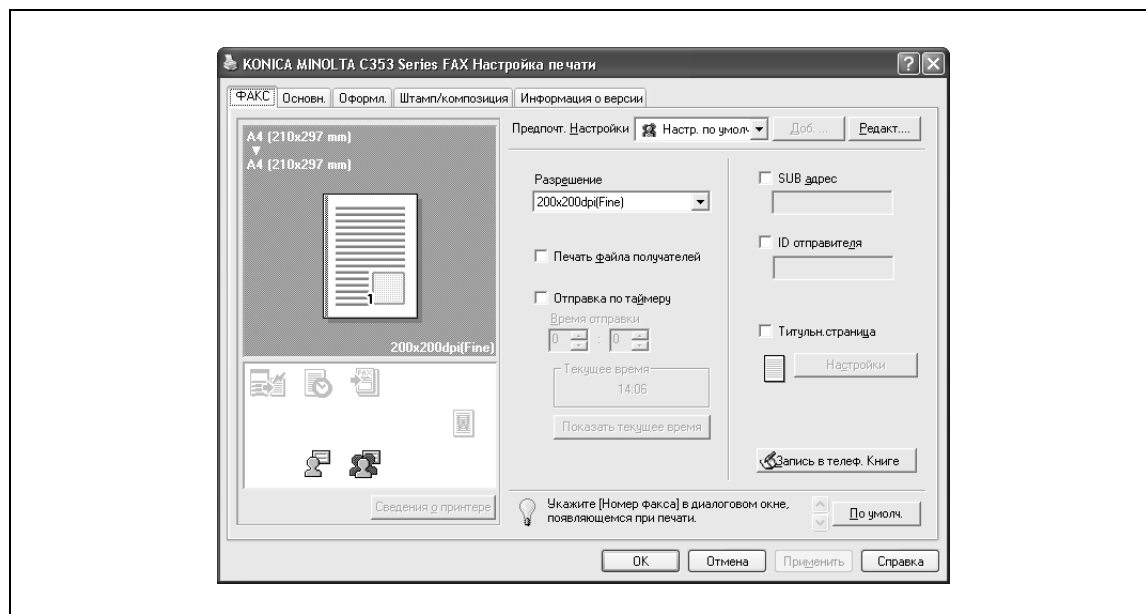 KONICA MINOLTA C353 Series FAX Настройка печати
ФАКС Основн. Оформл. Штамп/композиция Информация о версии
A4 (210x297 mm)
A4 (210x297 mm)
1
200x200dpi(Fine)
FAX
Сведения о принтере
Предпочт. Настройки Настр. по умолч Доб. ... Редакт....
Разрешение
200x200dpi(Fine)
Печать файла получателей
Отправка по таймеру
Время отправки
0 : 0
Текущее время
14:06
Показать текущее время
SUB адрес
ID отправителя
Титульн.страница
Настройки
Запись в телеф. Книге
Укажите [Номер факса] в диалоговом окне,
появляющемся при печати.
По умолч.
OK Отмена Применить Справка